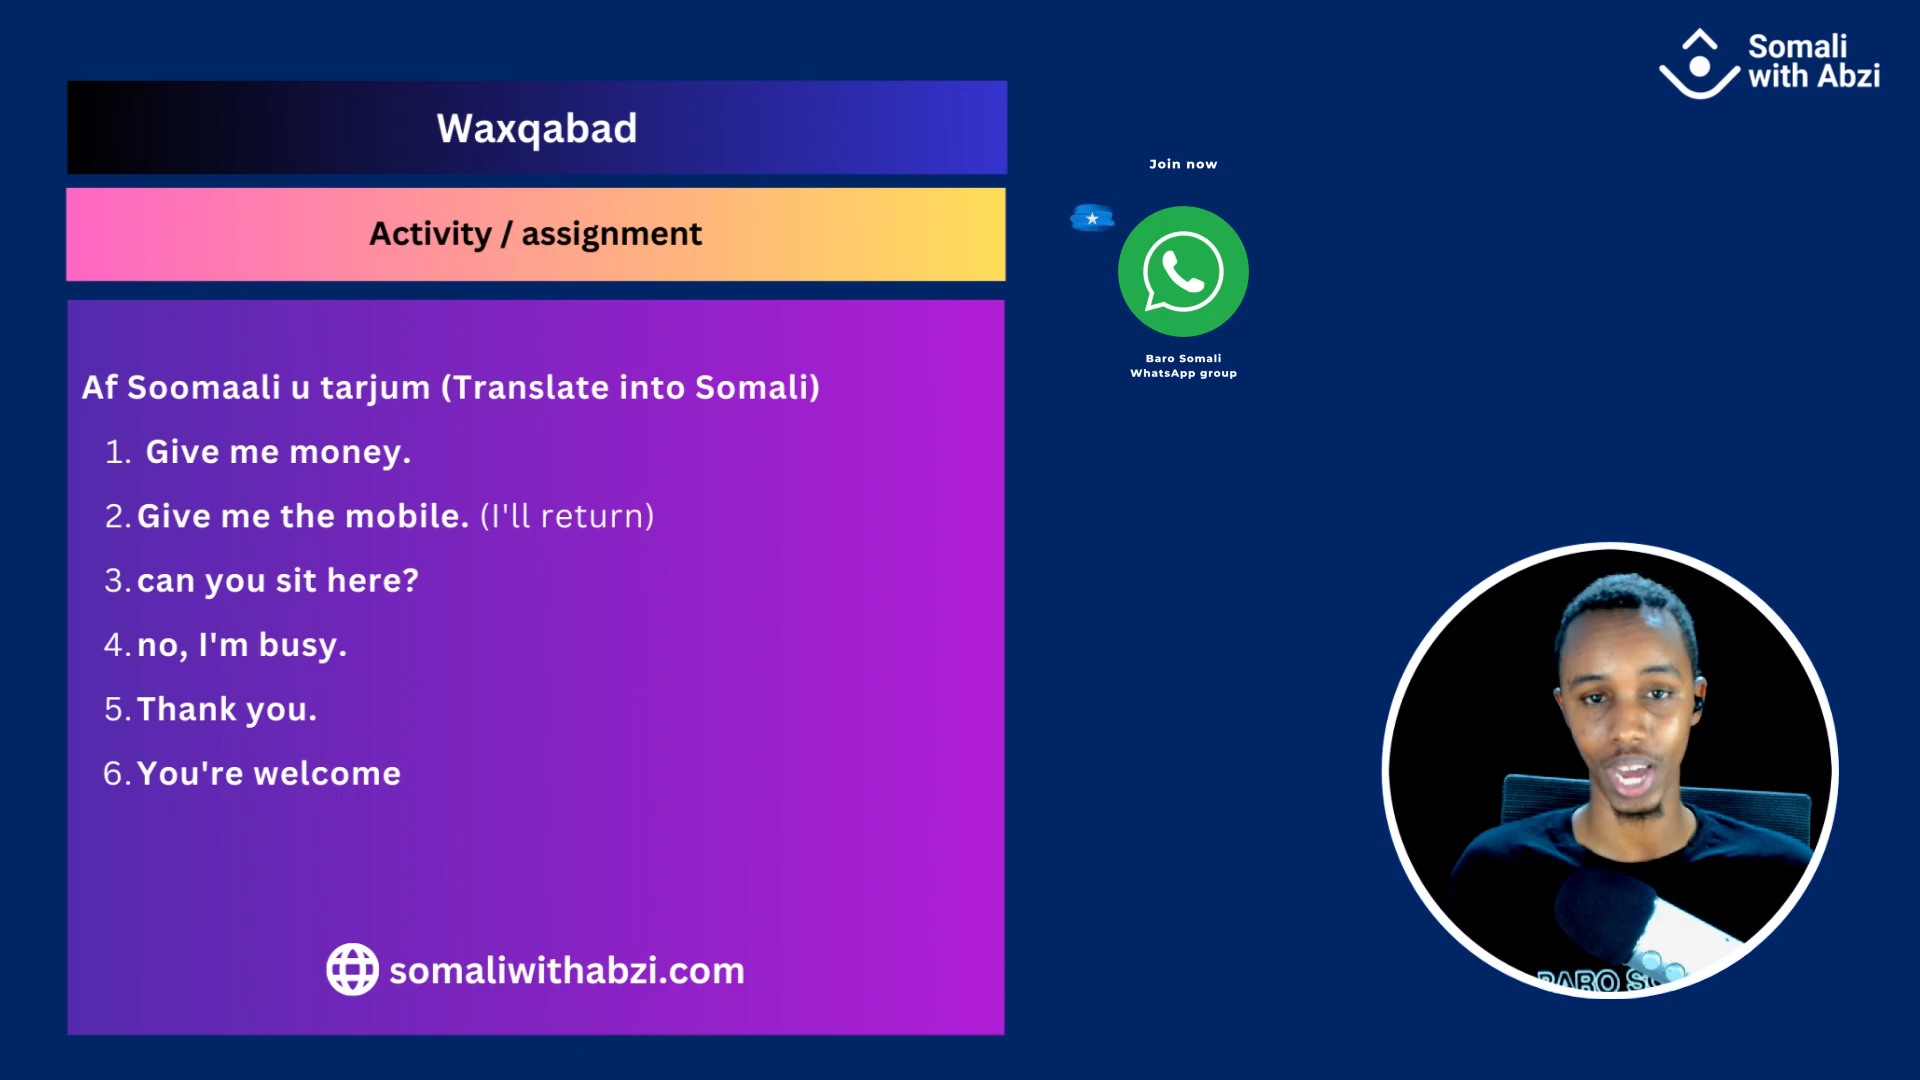 Somali
with Abzi
Waxqabad
Join now
Activity / assignment
Baro Somali
WhatsApp group
Af Soomaali u tarjum (Translate into Somali)
1. Give me money.
2. Give me the mobile. (I'll return)
3. can you sit here?
4. no, I'm busy.
5. Thank you.
6. You're welcome
somaliwithabzi.com
BARO